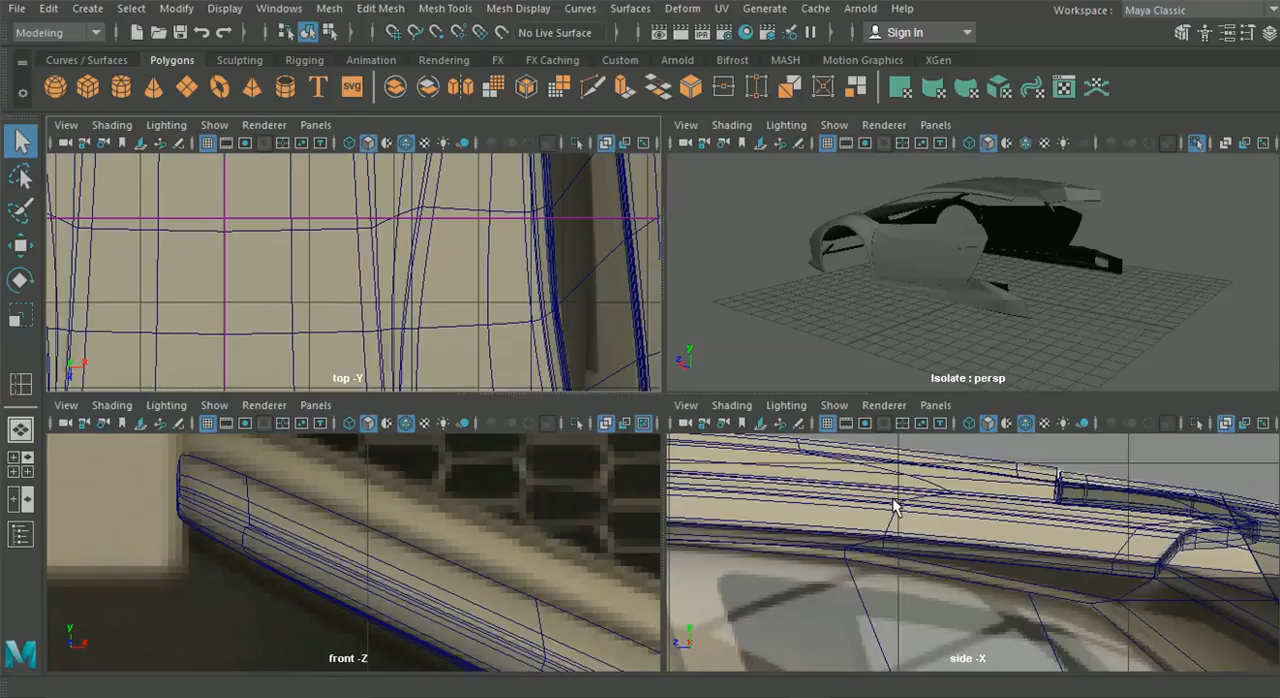 File Edit Create Select Modify Display Windows Mesh Edit Mesh Mesh Tools Mesh Display Curves Surfaces Deform UV Generate Cache Arnold Help Workspace : Maya Classic
Modeling No Live Surface IPR Sign In
Curves / Surfaces Polygons Sculpting Rigging Animation Rendering FX FX Caching Custom Arnold Bifrost MASH Motion Graphics XGen
T SVG
View Shading Lighting Show Renderer Panels
View Shading Lighting Show Renderer Panels
top -Y
Isolate : persp
View Shading Lighting Show Renderer Panels
View Shading Lighting Show Renderer Panels
front -Z
side -X